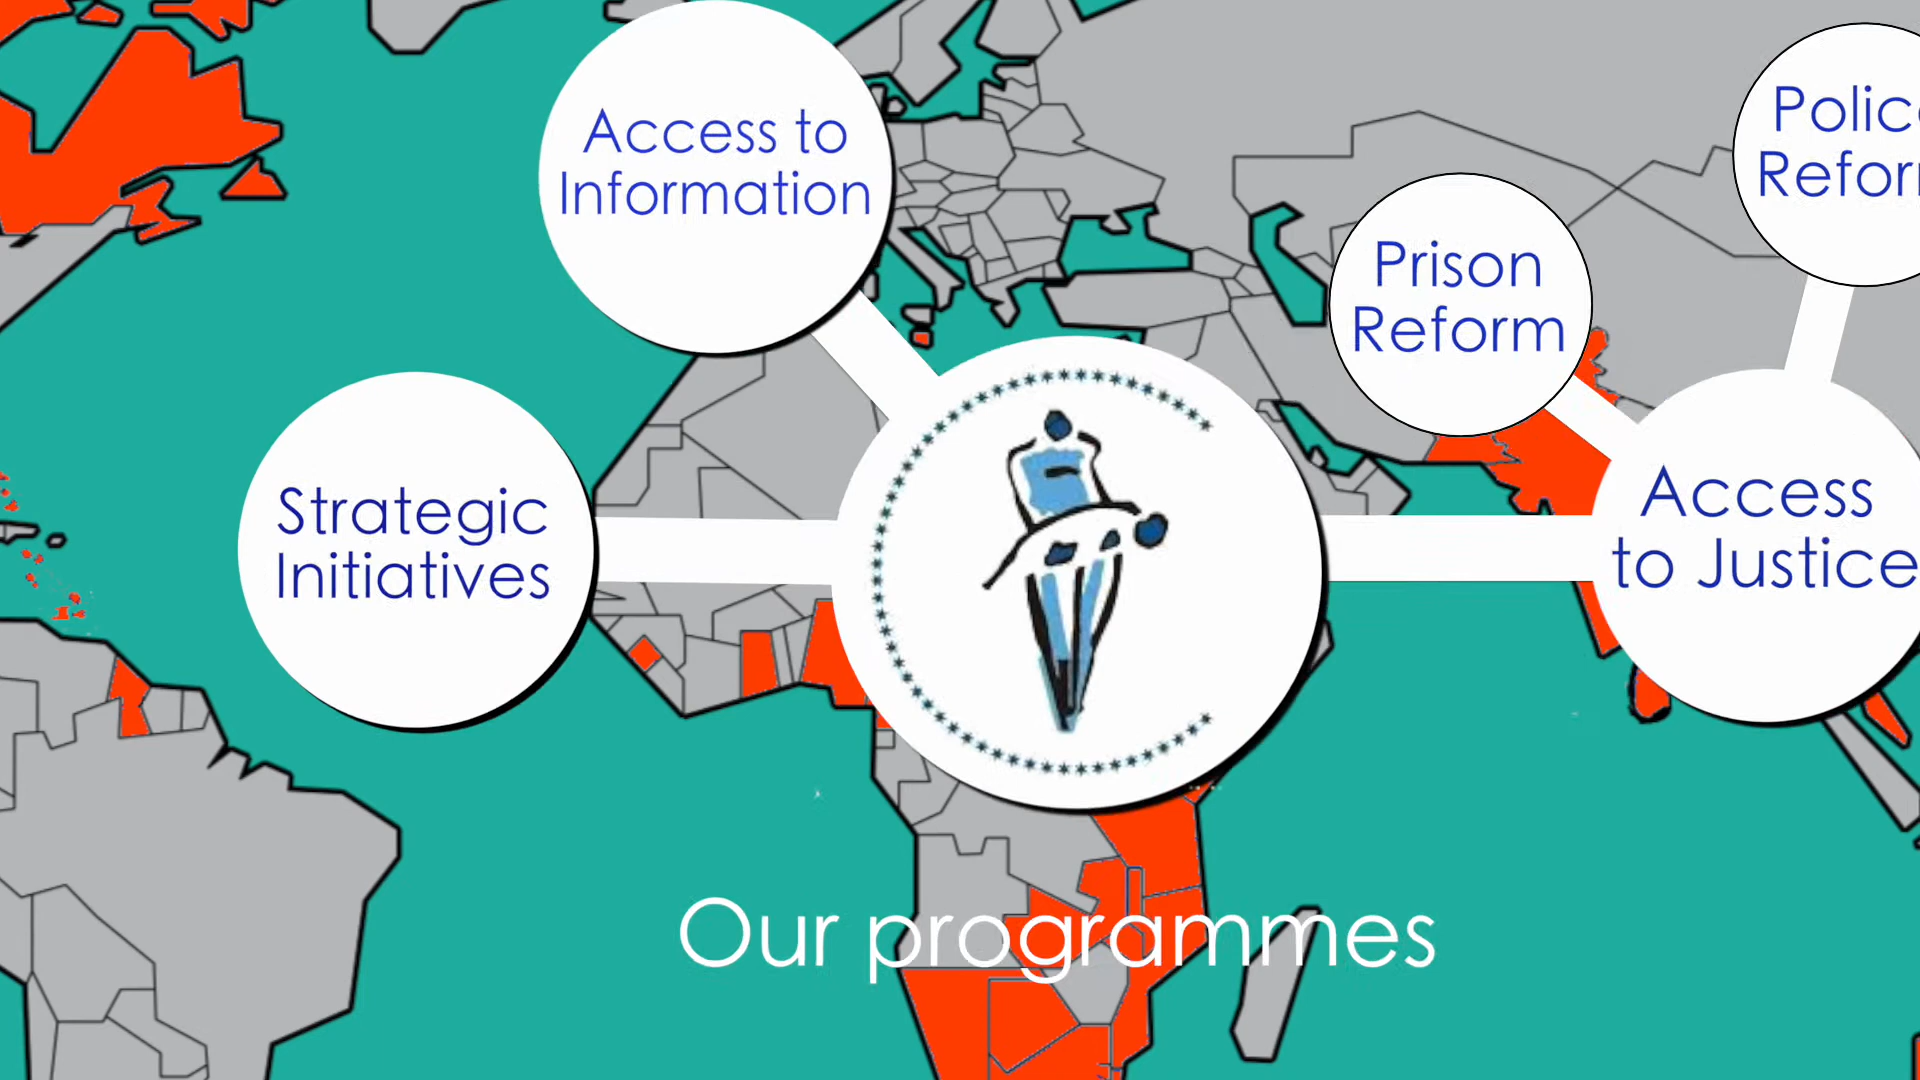 Access to
Information
Strategic
Initiatives
Prison
Reform
Access
to Justice
Our programmes